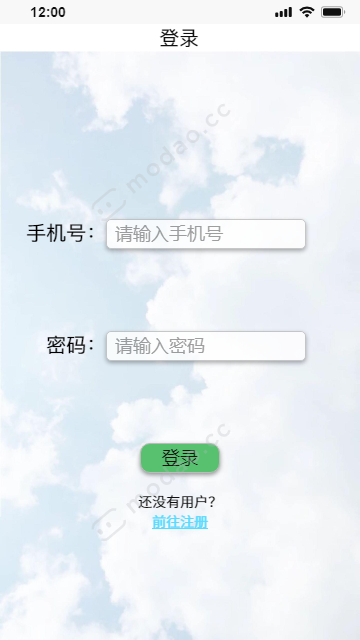 12:00
登录
modao.cc
手机号：
请输入手机号
密码：
请输入密码
登录
modao.cc
还没有用户？
前往注册